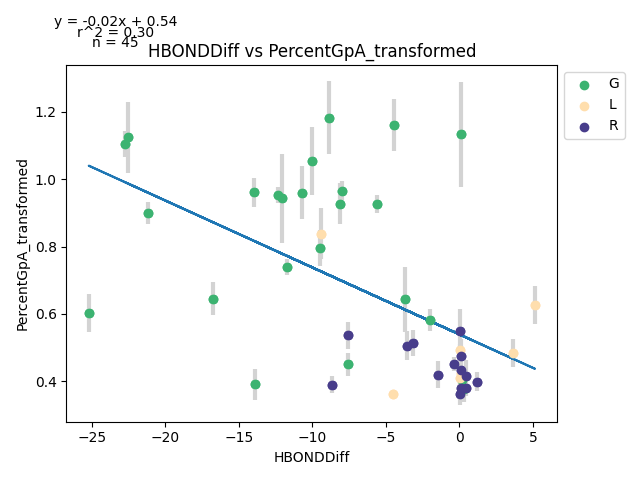 y = -0.02x + 0.54
r^2 = 0.30
n = 45
HBONDDiff vs PercentGpA_transformed
G
L
R
1.2
1.0
0.8
0.6
0.4
PercentGpA_transformed
−25
−20
−15
−10
−5
0
5
HBONDDiff